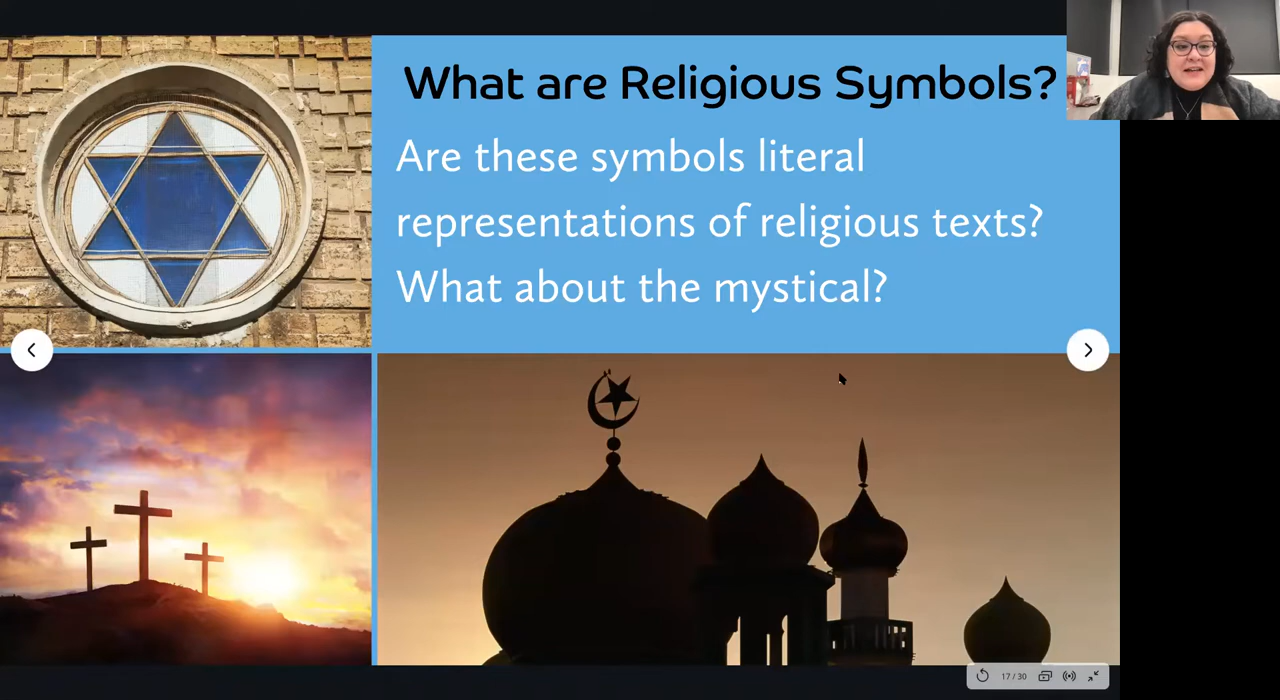 What are Religious Symbols?
Are these symbols literal
representations of religious texts?
What about the mystical?
17 / 30